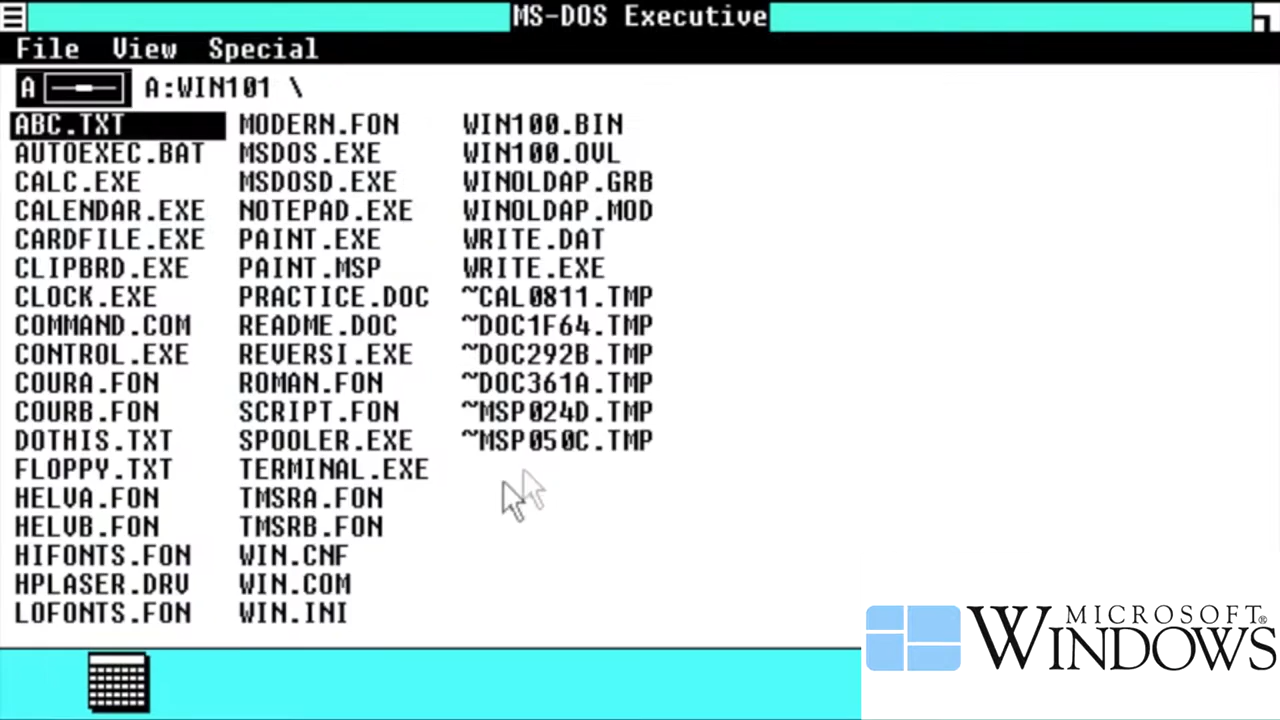 MS-DOS Executive
File View Special
A A:WIN101 \
ABC.TXT MODERN.FON WIN100.BIN
AUTOEXEC.BAT MSDOS.EXE WIN100.OVL
CALC.EXE MSDOSD.EXE WINOLDAP.GRB
CALENDAR.EXE NOTEPAD.EXE WINOLDAP.MOD
CARDFILE.EXE PAINT.EXE WRITE.DAT
CLIPBRD.EXE PAINT.MSP WRITE.EXE
CLOCK.EXE PRACTICE.DOC ~CAL0811.TMP
COMMAND.COM README.DOC ~DOC1F64.TMP
CONTROL.EXE REVERSI.EXE ~DOC292B.TMP
COURA.FON ROMAN.FON ~DOC361A.TMP
COURB.FON SCRIPT.FON ~MSP024D.TMP
DOTHIS.TXT SPOOLER.EXE ~MSP050C.TMP
FLOPPY.TXT TERMINAL.EXE
HELVA.FON TMSRA.FON
HELVB.FON TMSRB.FON
HIFONTS.FON WIN.CNF
HPLASER.DRV WIN.COM
LOFONTS.FON WIN.INI
MICROSOFT®
WINDOWS